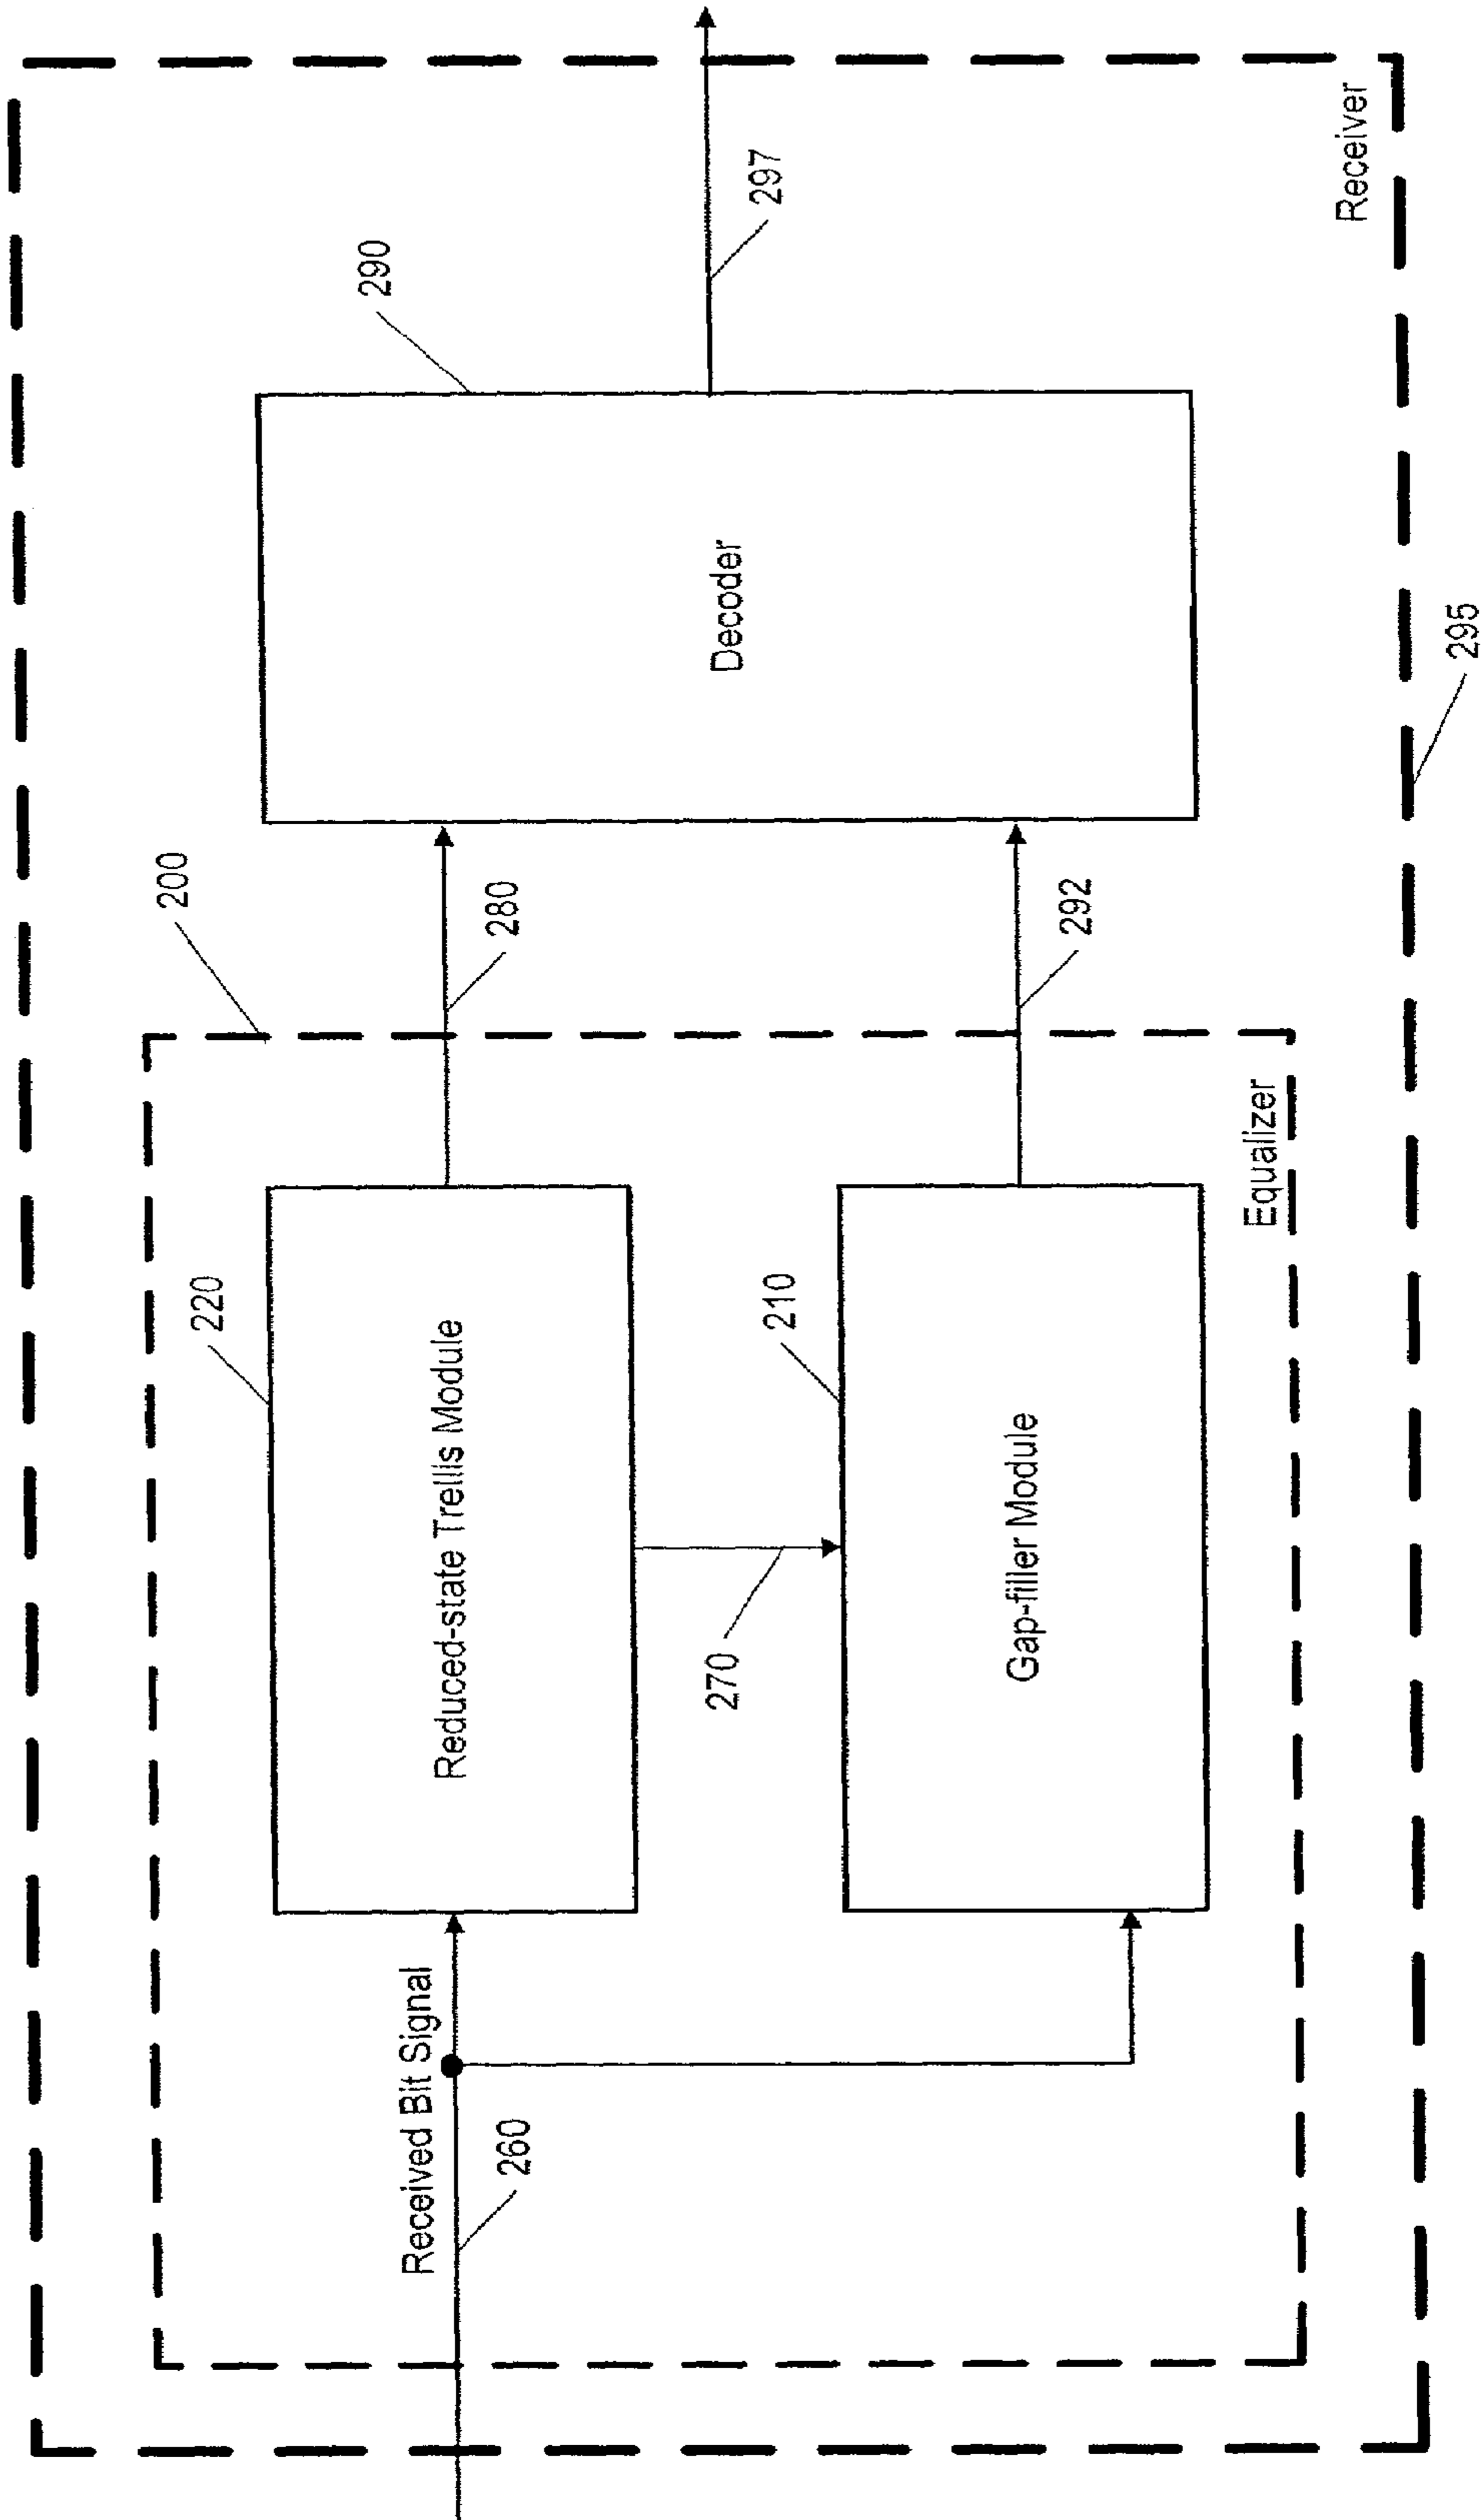 Received Bit Signal
260
Reduced-state Trellis Module
220
270
Gap-filler Module
210
Equalizer
200
280
292
Decoder
290
297
Receiver
295